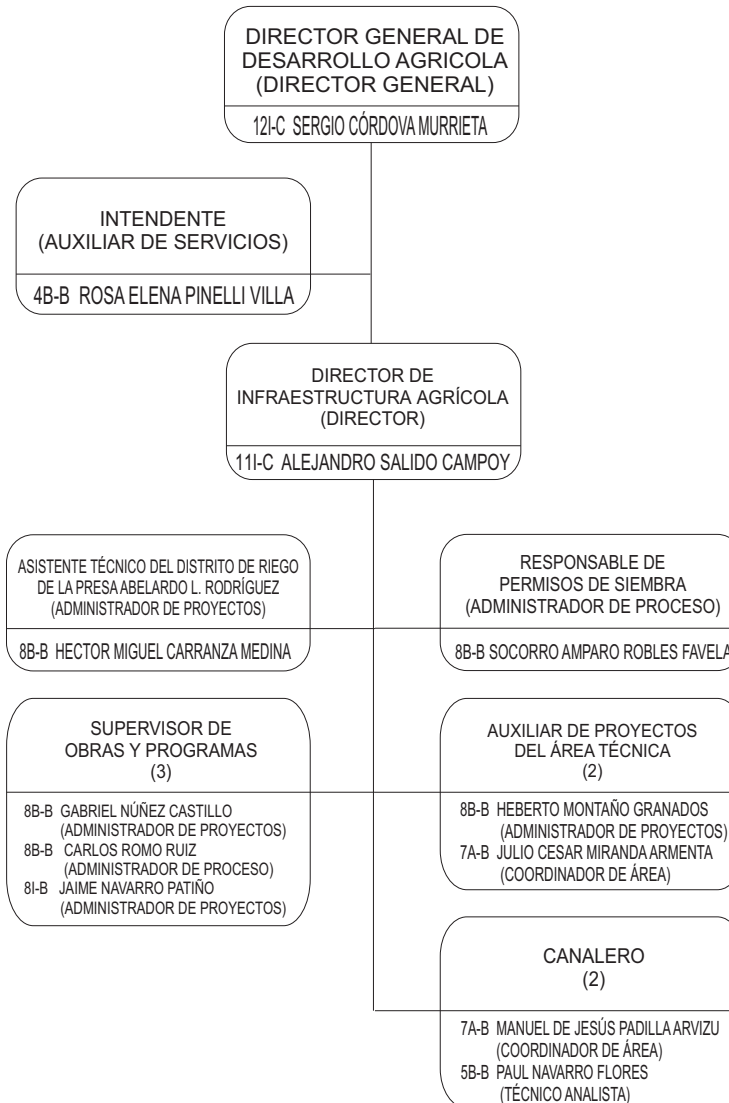 DIRECTOR GENERAL DE
DESARROLLO AGRICOLA
(DIRECTOR GENERAL)
12I-C SERGIO CÓRDOVA MURRIETA
INTENDENTE
(AUXILIAR DE SERVICIOS)
4B-B ROSA ELENA PINELLI VILLA
DIRECTOR DE
INFRAESTRUCTURA AGRÍCOLA
(DIRECTOR)
11I-C ALEJANDRO SALIDO CAMPOY
ASISTENTE TÉCNICO DEL DISTRITO DE RIEGO
DE LA PRESA ABELARDO L. RODRÍGUEZ
(ADMINISTRADOR DE PROYECTOS)
8B-B HECTOR MIGUEL CARRANZA MEDINA
RESPONSABLE DE
PERMISOS DE SIEMBRA
(ADMINISTRADOR DE PROCESO)
8B-B SOCORRO AMPARO ROBLES FAVELA
SUPERVISOR DE
OBRAS Y PROGRAMAS
(3)
8B-B GABRIEL NÚÑEZ CASTILLO
(ADMINISTRADOR DE PROYECTOS)
8B-B CARLOS ROMO RUIZ
(ADMINISTRADOR DE PROCESO)
8I-B JAIME NAVARRO PATIÑO
(ADMINISTRADOR DE PROYECTOS)
AUXILIAR DE PROYECTOS
DEL ÁREA TÉCNICA
(2)
8B-B HEBERTO MONTAÑO GRANADOS
(ADMINISTRADOR DE PROYECTOS)
7A-B JULIO CESAR MIRANDA ARMENTA
(COORDINADOR DE ÁREA)
CANALERO
(2)
7A-B MANUEL DE JESÚS PADILLA ARVIZU
(COORDINADOR DE ÁREA)
5B-B PAUL NAVARRO FLORES
(TÉCNICO ANALISTA)